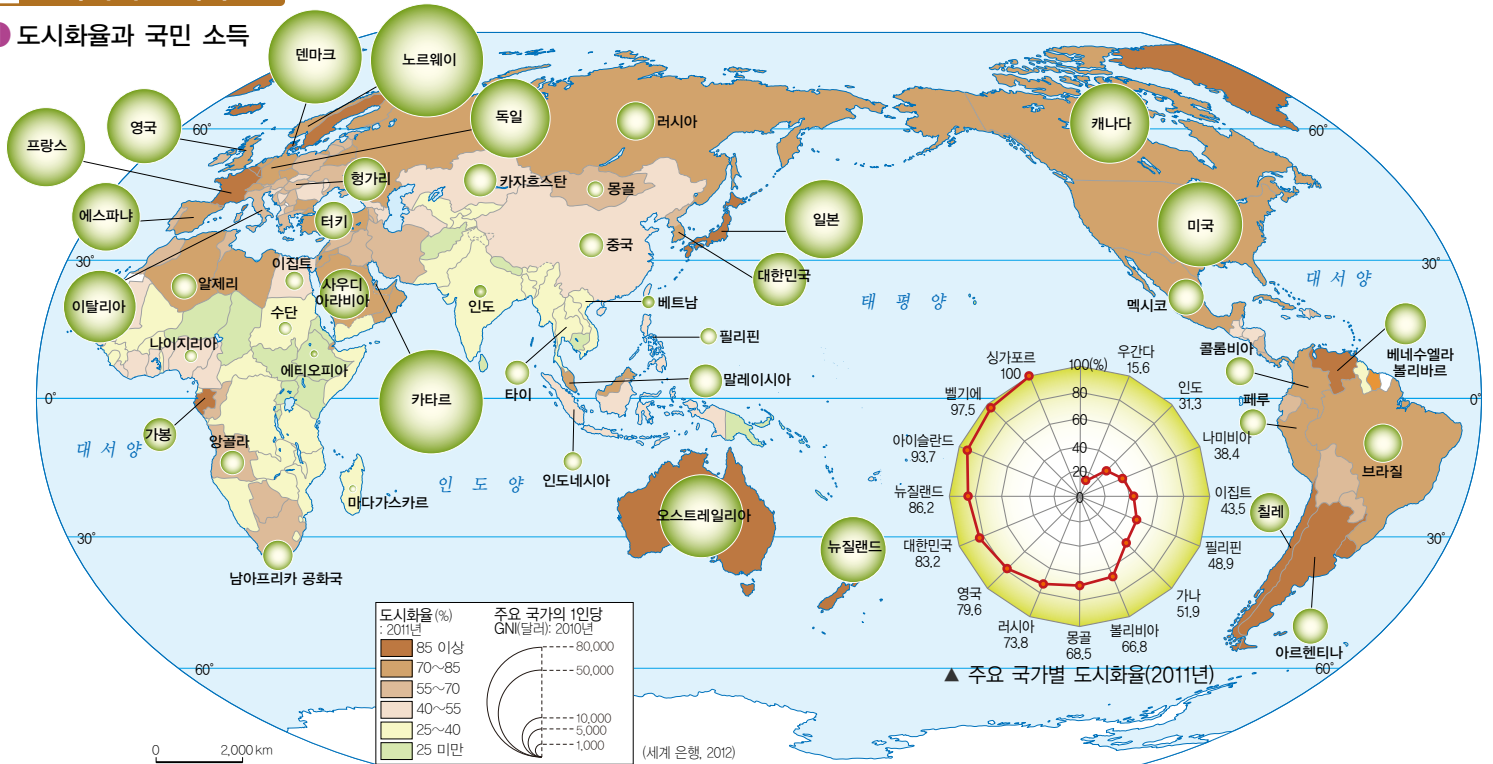 도시화율과 국민 소득
덴마크
노르웨이
독일
영국
프랑스
에스파냐
이탈리아
헝가리
터키
러시아
카자흐스탄
몽골
중국
일본
대한민국
캐나다
미국
멕시코
알제리
이집트
사우디
아라비아
수단
나이지리아
에티오피아
가봉
앙골라
마다가스카르
남아프리카 공화국
카타르
인도
베트남
필리핀
타이
말레이시아
인도네시아
오스트레일리아
뉴질랜드
콜롬비아
베네수엘라
볼리바르
페루
브라질
칠레
아르헨티나
대서양
인도양
태평양
대서양
60°
30°
0°
30°
60°
60°
30°
0°
30°
60°
100(%)
80
60
40
20
0
우간다
15.6
인도
31.3
나미비아
38.4
이집트
43.5
필리핀
48.9
가나
51.9
볼리비아
66.8
몽골
68.5
러시아
73.8
영국
79.6
대한민국
83.2
뉴질랜드
86.2
아이슬란드
93.7
벨기에
97.5
싱가포르
100
▲ 주요 국가별 도시화율(2011년)
도시화율(%)
: 2011년
85 이상
70~85
55~70
40~55
25~40
25 미만
주요 국가의 1인당
GNI(달러): 2010년
80,000
50,000
10,000
5,000
1,000
(세계 은행, 2012)
0 2,000 km